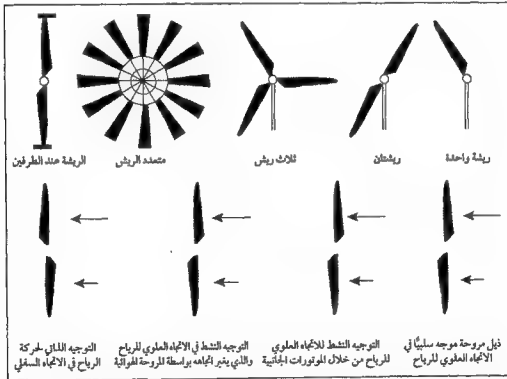 ريشة واحدة
ريشتان
ثلاث ريش
متعدد الريش
الريشة عند الطرفين
ذيل مروحة موجه سلبيًّا في
الاتجاه العلوي للرياح
التوجيه النشط للاتجاه العلوي
للرياح من خلال الموتورات الجانبية
التوجيه النشط في الاتجاه العلوي للرياح
والذي يغير اتجاهه بواسطة المروحة الهوائية
التوجيه الذاتي لحركة
الرياح في الاتجاه السفلي